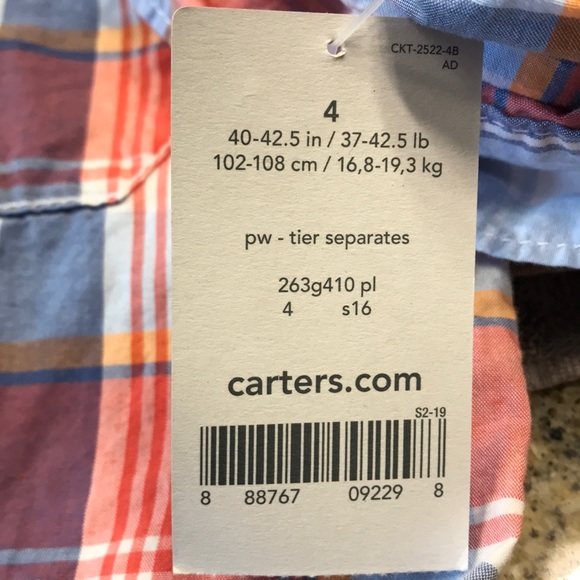 CKT-2522-4B
AD
4
40-42.5 in / 37-42.5 lb
102-108 cm / 16,8-19,3 kg
pw - tier separates
263g410 pl
4 s16
carters.com
S2-19
8 88767 09229 8